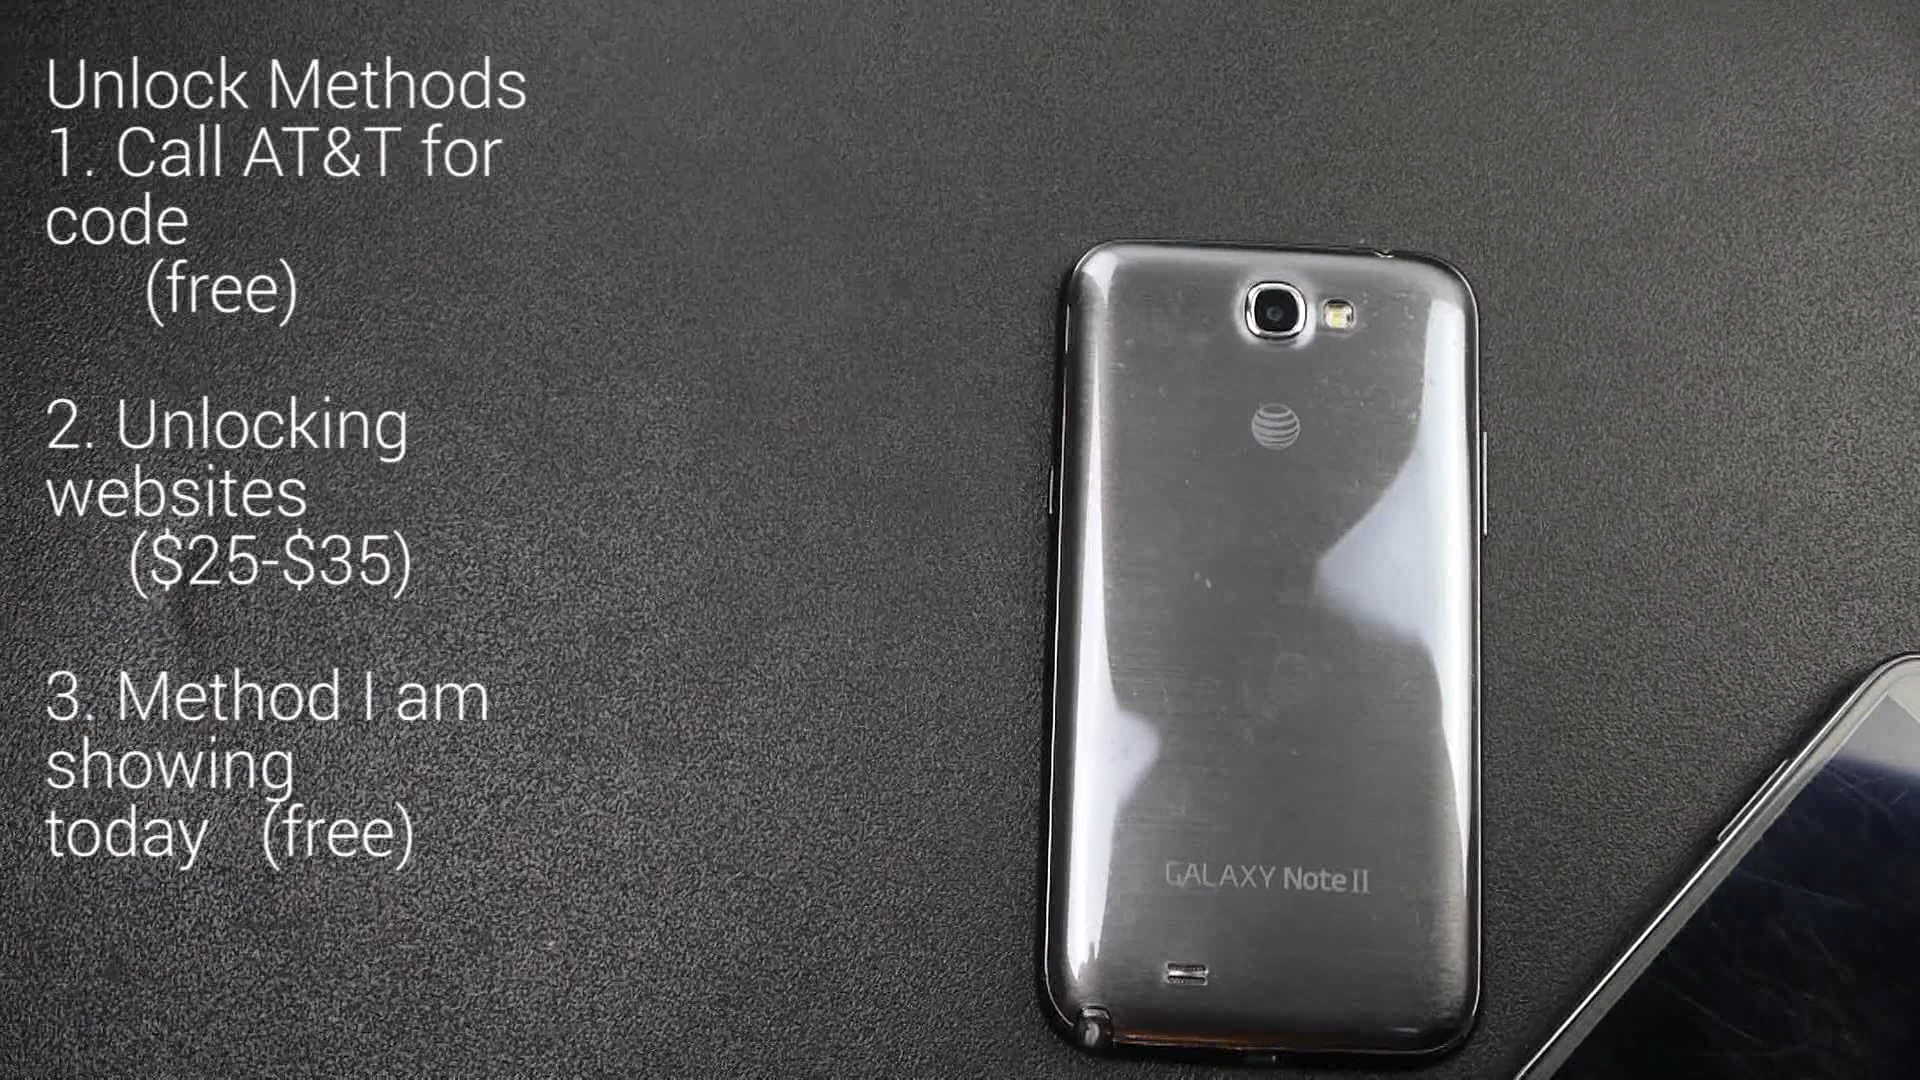 Unlock Methods
1. Call AT&T for
code
(free)
2. Unlocking
websites
($25-$35)
3. Method I am
showing
today (free)
GALAXY Note II